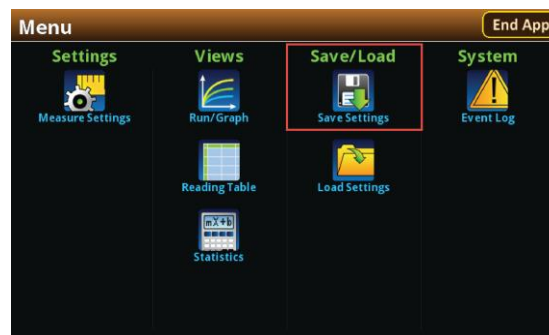 Menu
End App
Settings
Views
Save/Load
System
Measure Settings
Run/Graph
Save Settings
Event Log
Reading Table
Load Settings
mX+b
Statistics